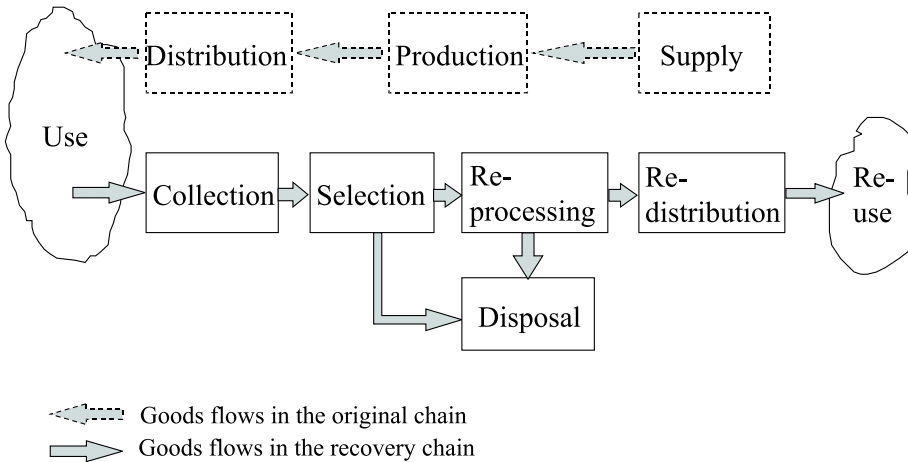 Distribution
Production
Supply
Use
Collection
Selection
Re-
processing
Re-
distribution
Re-
use
Disposal
Goods flows in the original chain
Goods flows in the recovery chain